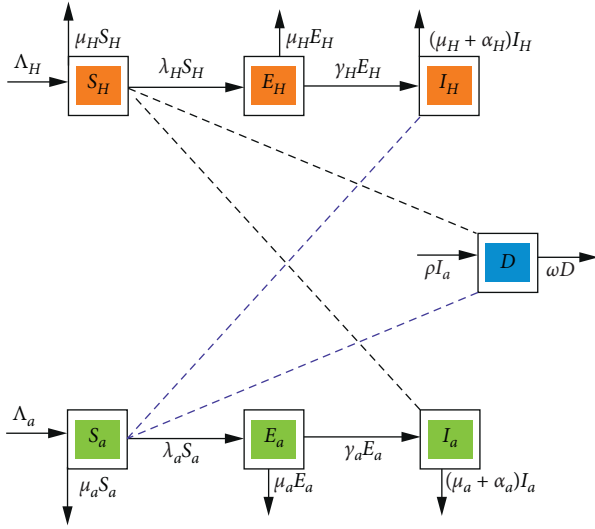 μ_H S_H
μ_H E_H
(μ_H + α_H)I_H
Λ_H
λ_H S_H
γ_H E_H
S_H
E_H
I_H
D
ρI_a
ωD
Λ_a
S_a
E_a
I_a
λ_a S_a
γ_a E_a
μ_a S_a
μ_a E_a
(μ_a + α_a)I_a